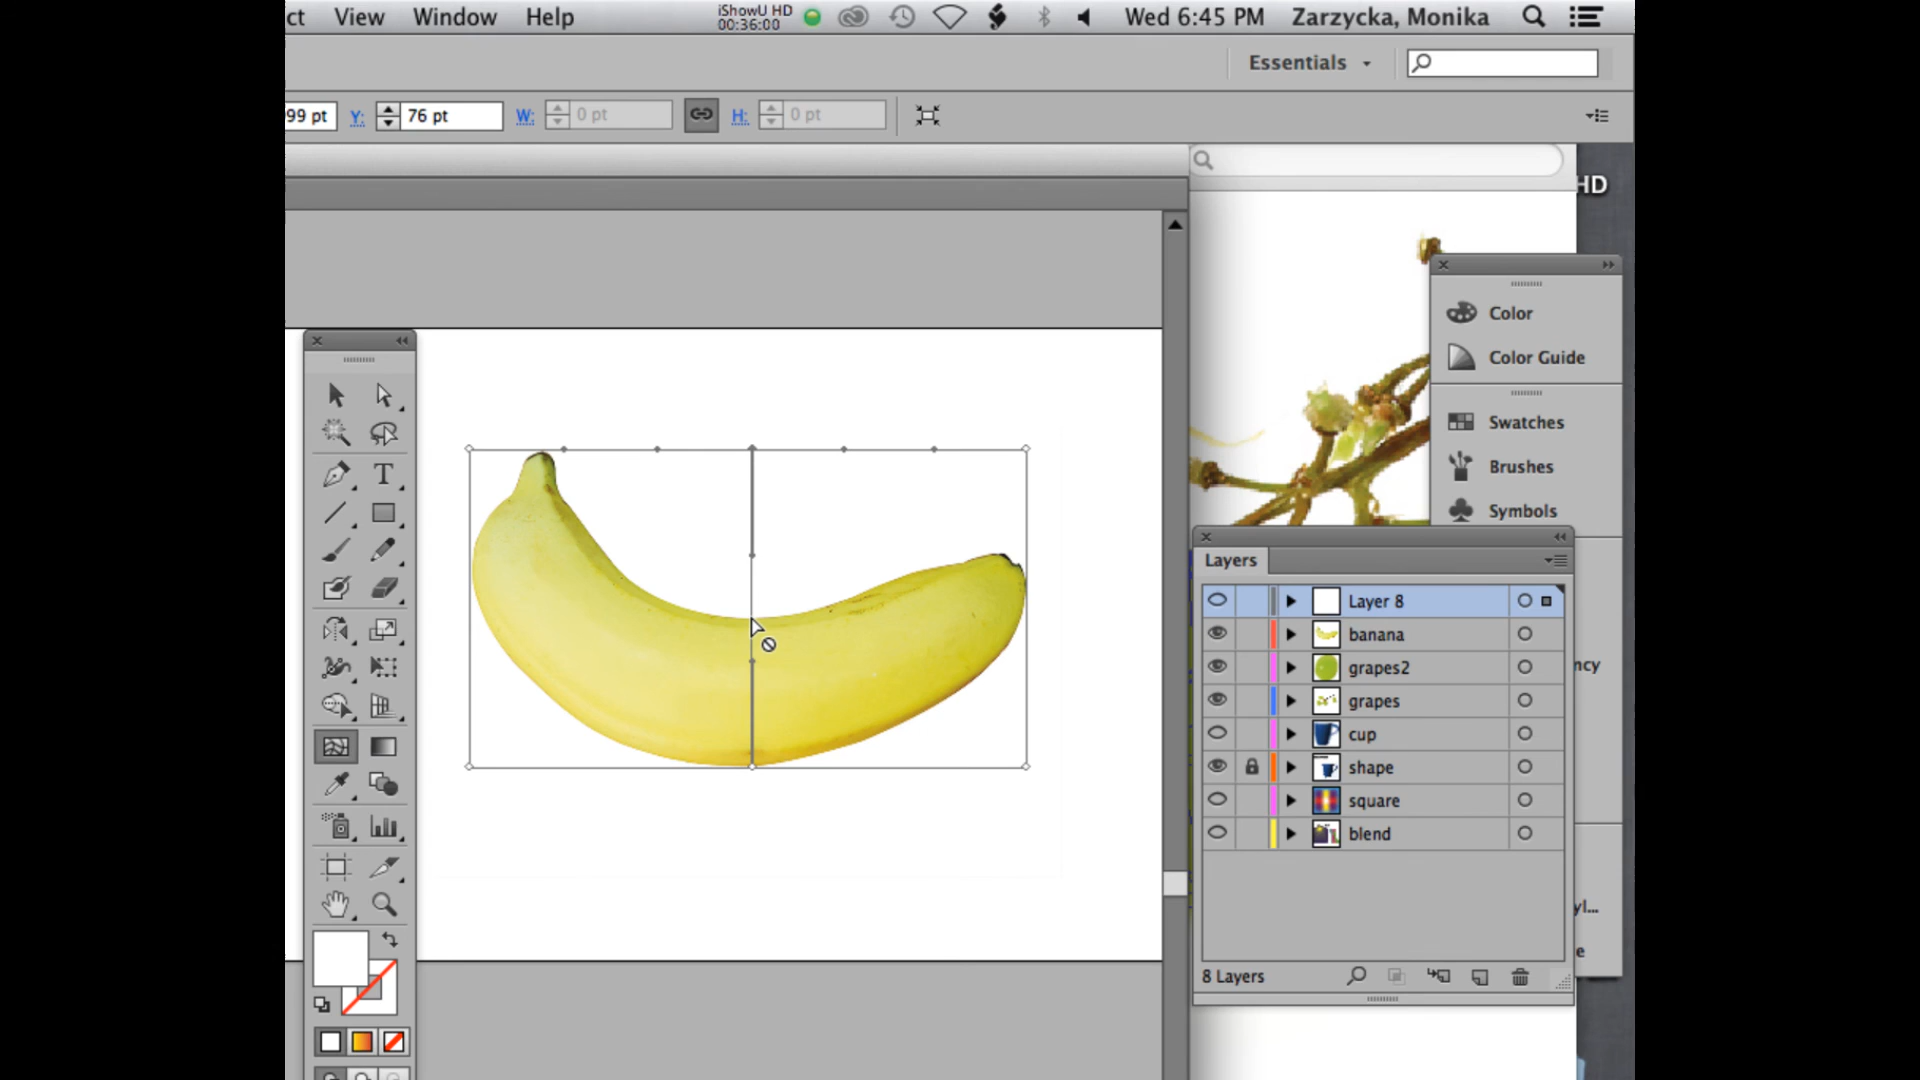 ct View Window Help iShowU HD 00:36:00 Wed 6:45 PM Zarzycka, Monika
Essentials
99 pt Y: 76 pt W: 0 pt H: 0 pt
HD
Color
Color Guide
Swatches
Brushes
Symbols
Layers
Layer 8
banana
ncy
grapes2
grapes
cup
shape
square
blend
yl...
e
8 Layers
T